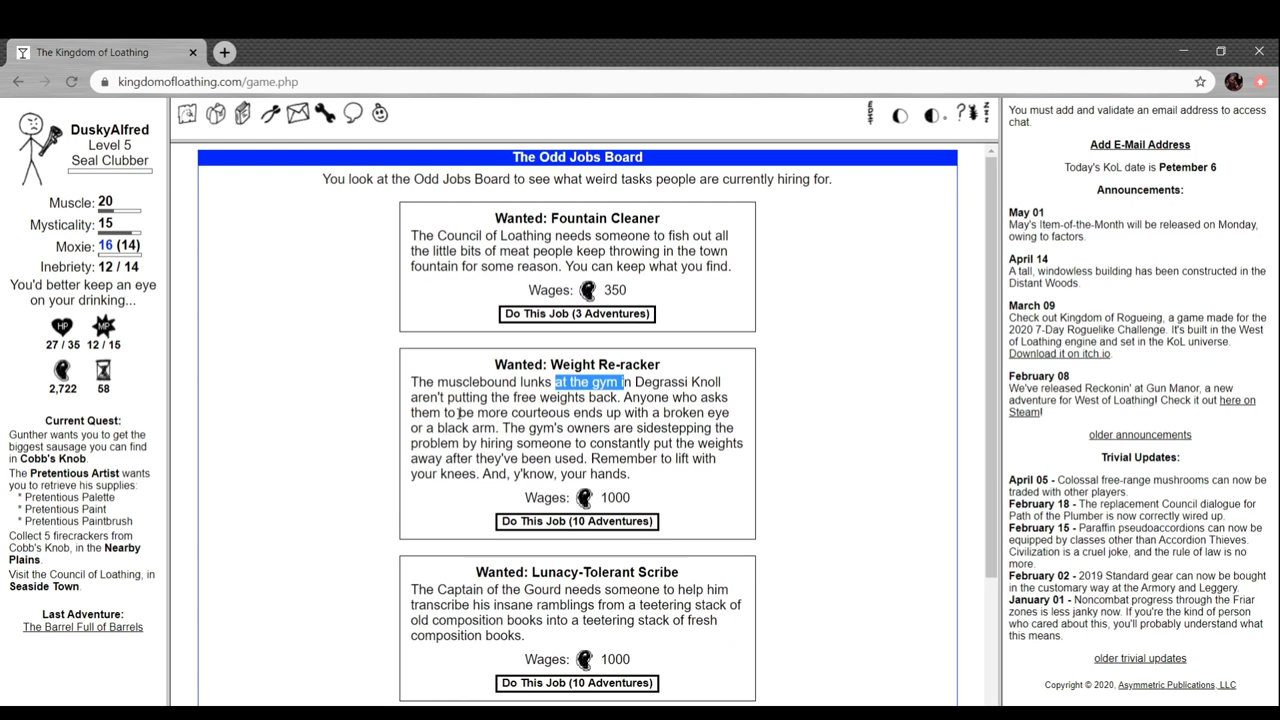 The Kingdom of Loathing
kingdomofloathing.com/game.php
DuskyAlfred
Level 5
Seal Clubber
Muscle: 20
Mysticality: 15
Moxie: 16 (14)
Inebriety: 12 / 14
You'd better keep an eye
on your drinking...
HP MP
27 / 35 12 / 15
2,722 58
Current Quest:
Gunther wants you to get the
biggest sausage you can find
in Cobb's Knob.
The Pretentious Artist wants
you to retrieve his supplies:
* Pretentious Palette
* Pretentious Paint
* Pretentious Paintbrush
Collect 5 firecrackers from
Cobb's Knob, in the Nearby
Plains.
Visit the Council of Loathing, in
Seaside Town.
Last Adventure:
The Barrel Full of Barrels
The Odd Jobs Board
You look at the Odd Jobs Board to see what weird tasks people are currently hiring for.
Wanted: Fountain Cleaner
The Council of Loathing needs someone to fish out all
the little bits of meat people keep throwing in the town
fountain for some reason. You can keep what you find.
Wages: 350
Do This Job (3 Adventures)
Wanted: Weight Re-racker
The musclebound lunks at the gym in Degrassi Knoll
aren't putting the free weights back. Anyone who asks
them to be more courteous ends up with a broken eye
or a black arm. The gym's owners are sidestepping the
problem by hiring someone to constantly put the weights
away after they've been used. Remember to lift with
your knees. And, y'know, your hands.
Wages: 1000
Do This Job (10 Adventures)
Wanted: Lunacy-Tolerant Scribe
The Captain of the Gourd needs someone to help him
transcribe his insane ramblings from a teetering stack of
old composition books into a teetering stack of fresh
composition books.
Wages: 1000
Do This Job (10 Adventures)
You must add and validate an email address to access
chat.
Add E-Mail Address
Today's KoL date is Petember 6
Announcements:
May 01
May's Item-of-the-Month will be released on Monday,
owing to factors.
April 14
A tall, windowless building has been constructed in the
Distant Woods.
March 09
Check out Kingdom of Rogueing, a game made for the
2020 7-Day Roguelike Challenge. It's built in the West
of Loathing engine and set in the KoL universe.
Download it on itch.io.
February 08
We've released Reckonin' at Gun Manor, a new
adventure for West of Loathing! Check it out here on
Steam!
older announcements
Trivial Updates:
April 05 - Colossal free-range mushrooms can now be
traded with other players.
February 18 - The replacement Council dialogue for
Path of the Plumber is now correctly wired up.
February 15 - Paraffin pseudoaccordions can now be
equipped by classes other than Accordion Thieves.
Civilization is a cruel joke, and the rule of law is no
more.
February 02 - 2019 Standard gear can now be bought
in the customary way at the Armory and Leggery.
January 01 - Noncombat progress through the Friar
zones is less janky now. If you're the kind of person
who cared about this, you'll probably understand what
this means.
older trivial updates
Copyright © 2020, Asymmetric Publications, LLC